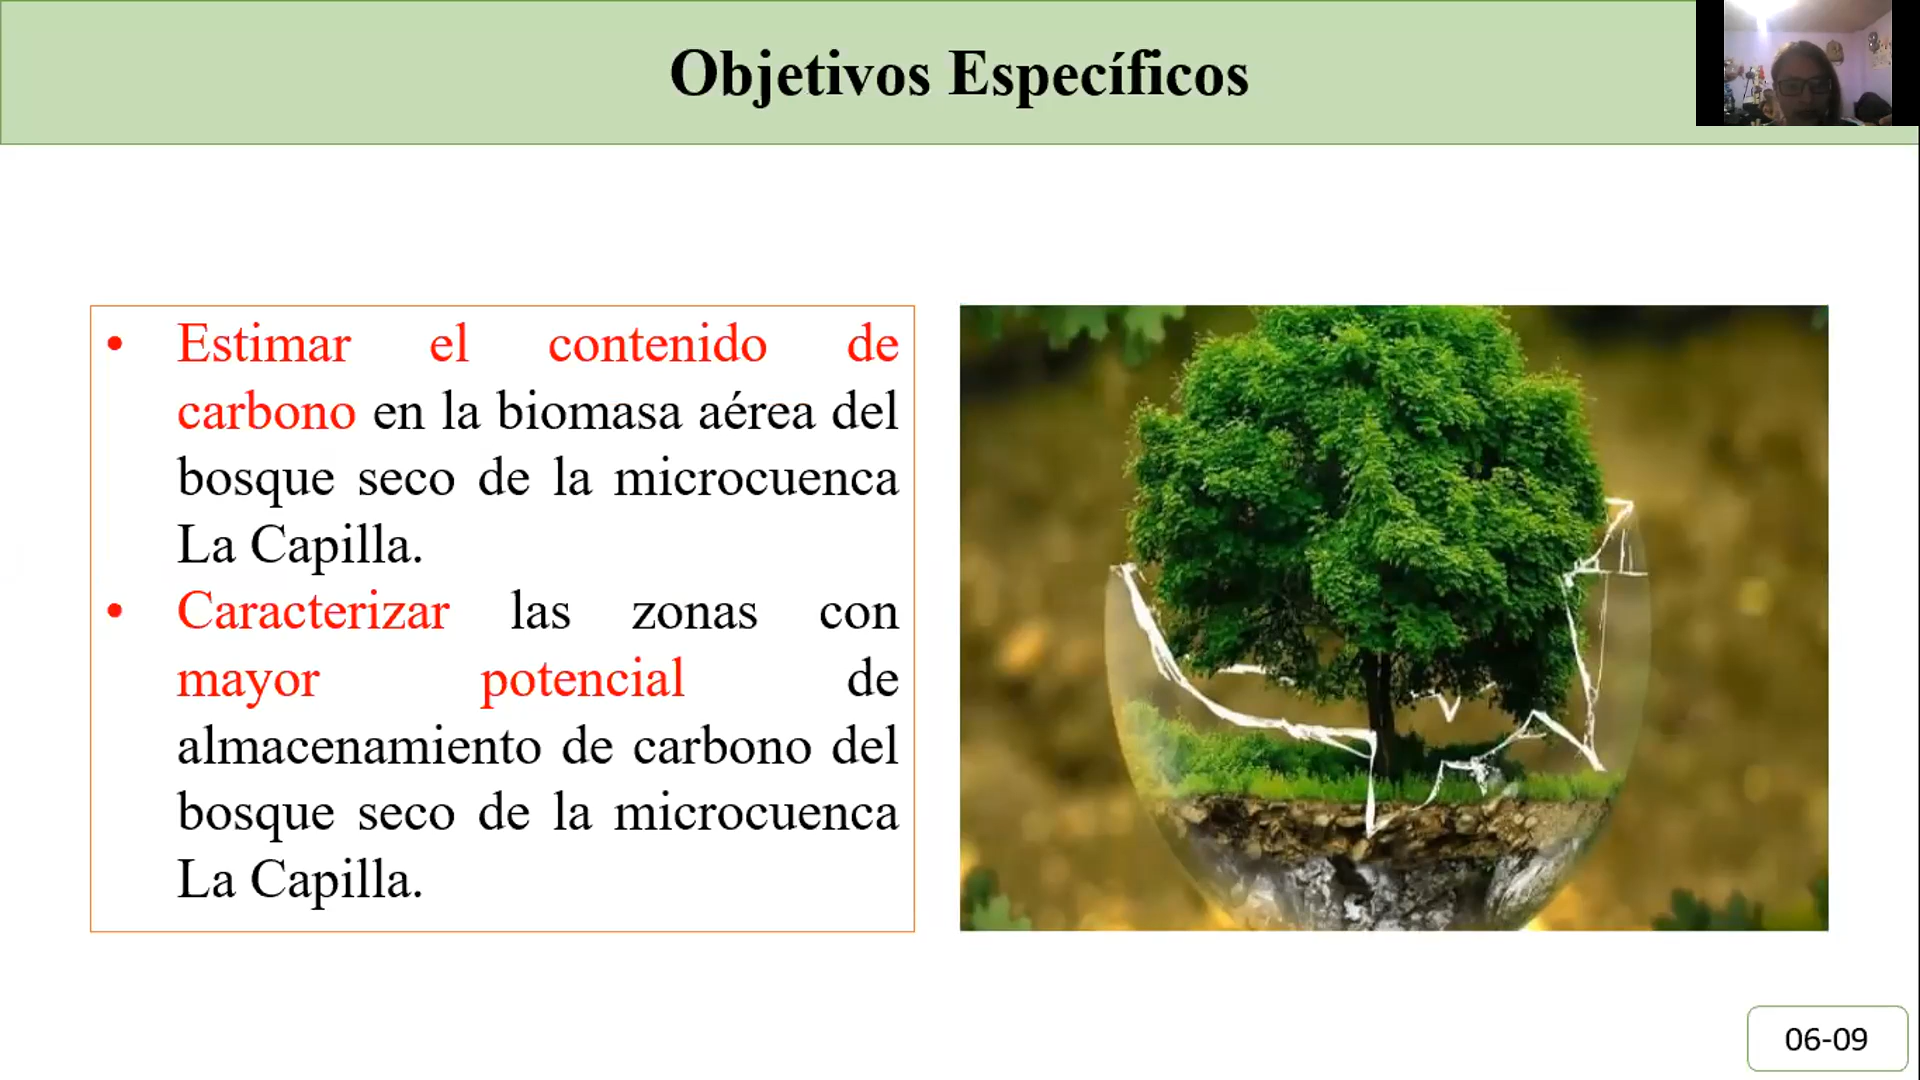 Objetivos Específicos
• Estimar el contenido de
carbono en la biomasa aérea del
bosque seco de la microcuenca
La Capilla.
• Caracterizar las zonas con
mayor potencial de
almacenamiento de carbono del
bosque seco de la microcuenca
La Capilla.
06-09